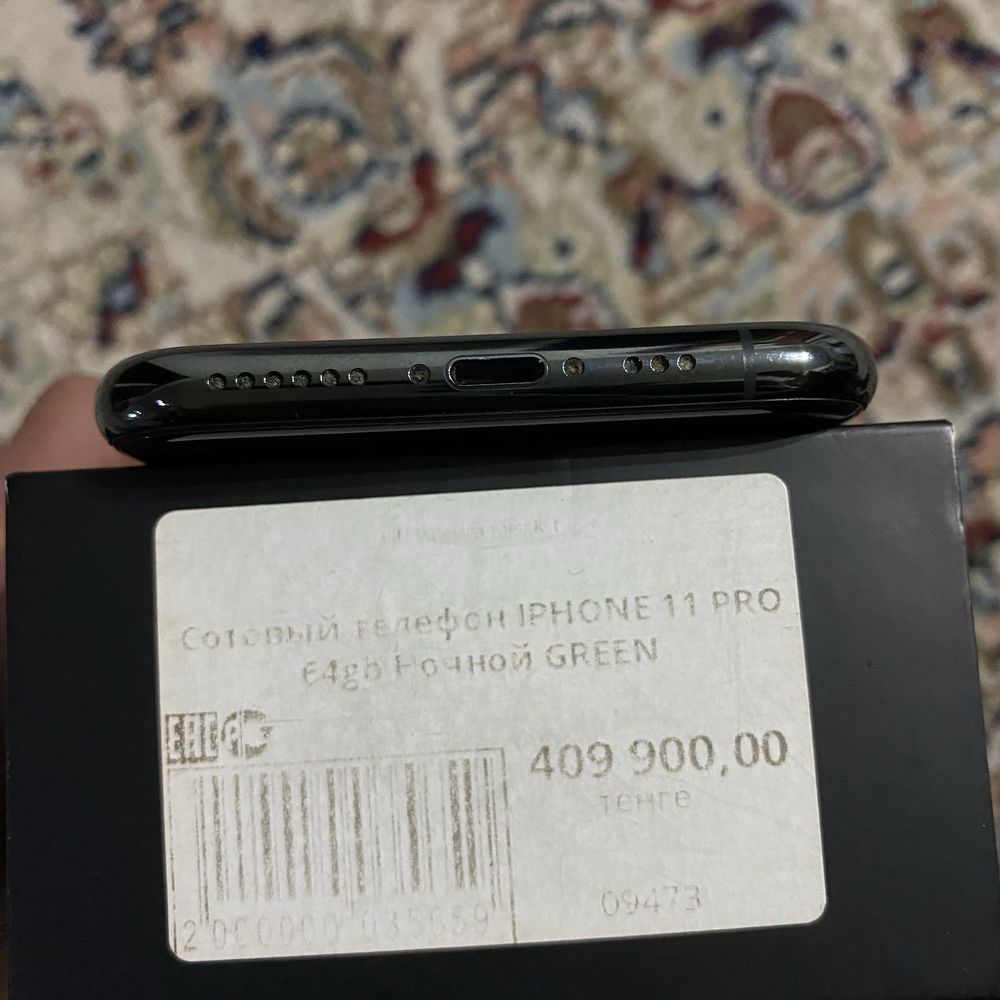 Сотовый телефон IPHONE 11 PRO
64gb Ночной GREEN
EAC
409 900,00
тенге
09473